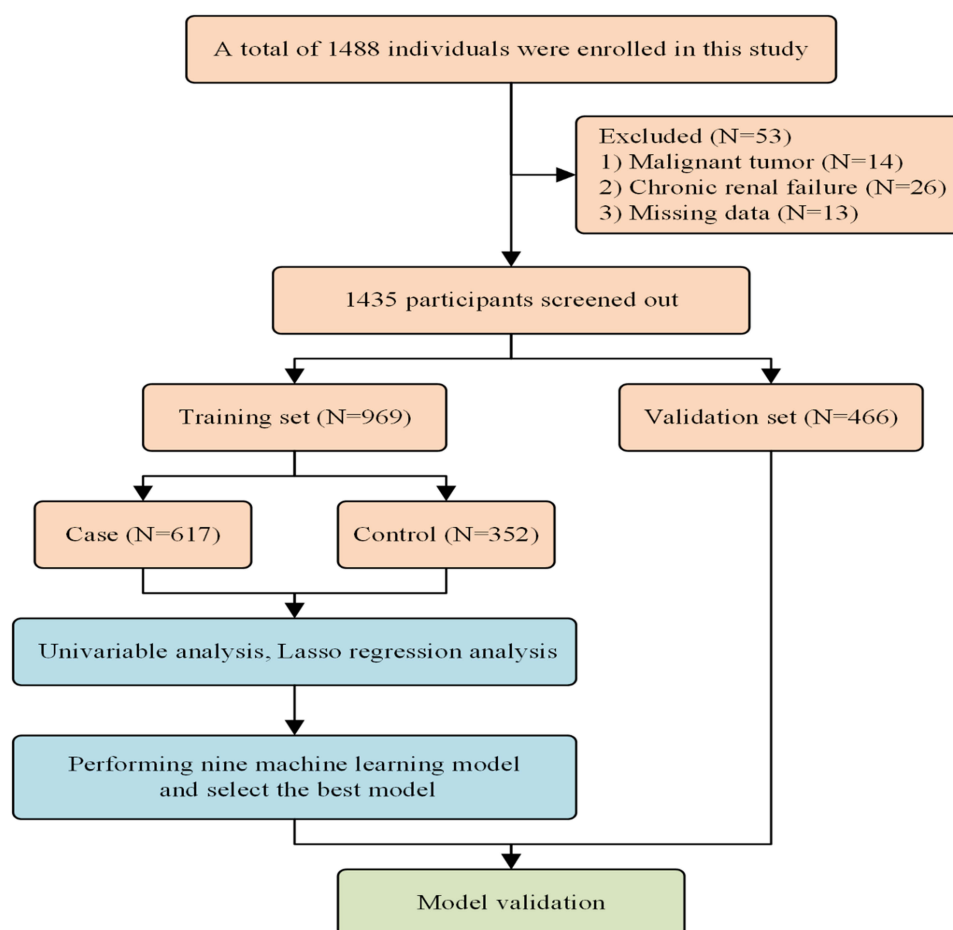 A total of 1488 individuals were enrolled in this study
Excluded (N=53)
1) Malignant tumor (N=14)
2) Chronic renal failure (N=26)
3) Missing data (N=13)
1435 participants screened out
Training set (N=969)
Validation set (N=466)
Case (N=617)
Control (N=352)
Univariable analysis, Lasso regression analysis
Performing nine machine learning model
and select the best model
Model validation